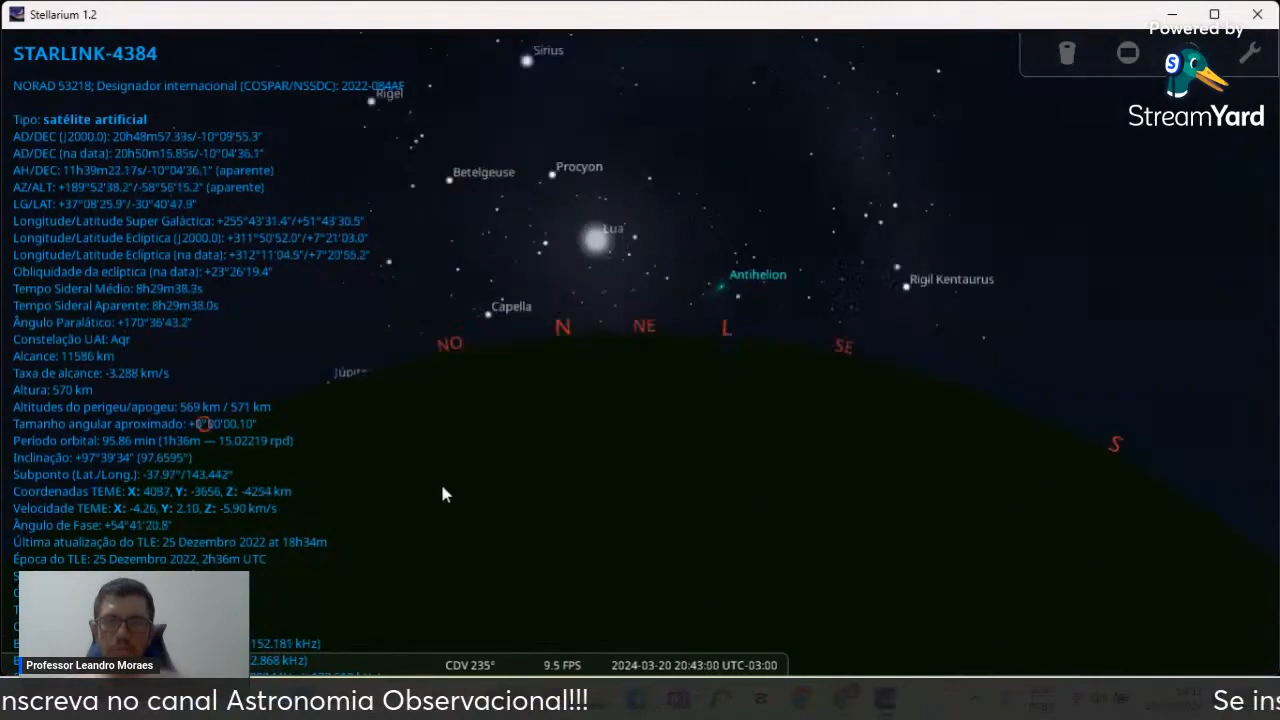 Stellarium 1.2
Powered by
StreamYard
STARLINK-4384
NORAD 53218; Designador internacional (COSPAR/NSSDC): 2022-084AF
Tipo: satélite artificial
AD/DEC (J2000.0): 20h48m57.33s/-10°09'55.3"
AD/DEC (na data): 20h50m15.85s/-10°04'36.1"
AH/DEC: 11h39m22.17s/-10°04'36.1" (aparente)
AZ/ALT: +189°52'38.2"/-58°56'15.2" (aparente)
LG/LAT: +37°08'25.9"/-30°40'47.9"
Longitude/Latitude Super Galáctica: +255°43'31.4"/+51°43'30.5"
Longitude/Latitude Ecliptica (J2000.0): +311°50'52.0"/+7°21'03.0"
Longitude/Latitude Eclíptica (na data): +312°11'04.5"/+7°20'55.2"
Obliquidade da eclíptica (na data): +23°26'19.4"
Tempo Sideral Médio: 8h29m38.3s
Tempo Sideral Aparente: 8h29m38.0s
Ângulo Paralático: +170°36'43.2"
Constelação UAI: Aqr
Alcance: 11586 km
Taxa de alcance: -3.288 km/s
Altura: 570 km
Altitudes do perigeu/apogeu: 569 km / 571 km
Tamanho angular aproximado: +0°00'00.10"
Periodo orbital: 95.86 min (1h36m — 15.02219 rpd)
Inclinação: +97°39'34" (97.6595°)
Subponto (Lat./Long.): -37.97°/143.442°
Coordenadas TEME: X: 4087, Y: -3656, Z: -4254 km
Velocidade TEME: X: -4.26, Y: 2.10, Z: -5.90 km/s
Ângulo de Fase: +54°41'20.8"
Última atualização do TLE: 25 Dezembro 2022 at 18h34m
Época do TLE: 25 Dezembro 2022, 2h36m UTC
152.181 kHz)
2.868 kHz)
Sirius
Rigel
Betelgeuse
Procyon
Lua
Antihelion
Rigil Kentaurus
Capella
NO
N
NE
L
SE
S
Júpite
Professor Leandro Moraes
CDV 235°
9.5 FPS
2024-03-20 20:43:00 UTC-03:00
nscreva no canal Astronomia Observacional!!!
Se ins